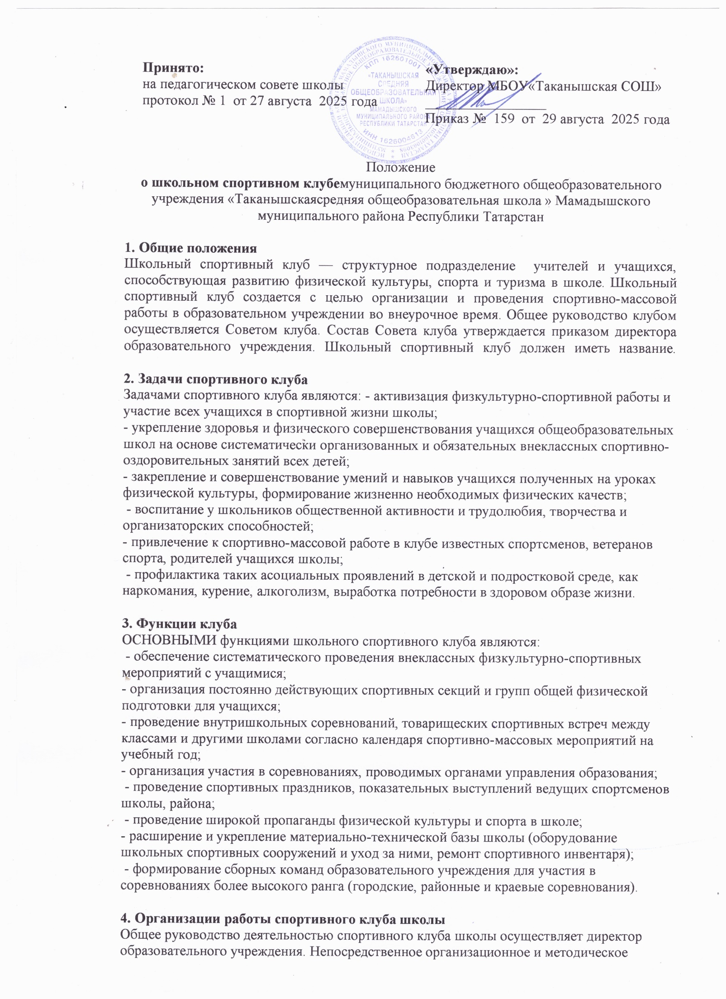 Принято:
на педагогическом совете школы
протокол № 1 от 27 августа 2025 года
«Утверждаю»:
Директор МБОУ«Таканышская СОШ»
Приказ № 159 от 29 августа 2025 года
КПП 162601001
«ТАКАНЫШСКАЯ
СРЕДНЯЯ
ОБЩЕОБРАЗОВАТЕЛЬНАЯ
ШКОЛА»
МАМАДЫШСКОГО
МУНИЦИПАЛЬНОГО РАЙОНА
РЕСПУБЛИКИ ТАТАРСТАН
ИНН 1626004613
Положение
о школьном спортивном клубемуниципального бюджетного общеобразовательного
учреждения «Таканышскаясредняя общеобразовательная школа » Мамадышского
муниципального района Республики Татарстан
1. Общие положения
Школьный спортивный клуб — структурное подразделение учителей и учащихся,
способствующая развитию физической культуры, спорта и туризма в школе. Школьный
спортивный клуб создается с целью организации и проведения спортивно-массовой
работы в образовательном учреждении во внеурочное время. Общее руководство клубом
осуществляется Советом клуба. Состав Совета клуба утверждается приказом директора
образовательного учреждения. Школьный спортивный клуб должен иметь название.
2. Задачи спортивного клуба
Задачами спортивного клуба являются: - активизация физкультурно-спортивной работы и
участие всех учащихся в спортивной жизни школы;
- укрепление здоровья и физического совершенствования учащихся общеобразовательных
школ на основе систематически организованных и обязательных внеклассных спортивно-
оздоровительных занятий всех детей;
- закрепление и совершенствование умений и навыков учащихся полученных на уроках
физической культуры, формирование жизненно необходимых физических качеств;
- воспитание у школьников общественной активности и трудолюбия, творчества и
организаторских способностей;
- привлечение к спортивно-массовой работе в клубе известных спортсменов, ветеранов
спорта, родителей учащихся школы;
- профилактика таких асоциальных проявлений в детской и подростковой среде, как
наркомания, курение, алкоголизм, выработка потребности в здоровом образе жизни.
3. Функции клуба
ОСНОВНЫМИ функциями школьного спортивного клуба являются:
- обеспечение систематического проведения внеклассных физкультурно-спортивных
мероприятий с учащимися;
- организация постоянно действующих спортивных секций и групп общей физической
подготовки для учащихся;
- проведение внутришкольных соревнований, товарищеских спортивных встреч между
классами и другими школами согласно календаря спортивно-массовых мероприятий на
учебный год;
- организация участия в соревнованиях, проводимых органами управления образования;
- проведение спортивных праздников, показательных выступлений ведущих спортсменов
школы, района;
- проведение широкой пропаганды физической культуры и спорта в школе;
- расширение и укрепление материально-технической базы школы (оборудование
школьных спортивных сооружений и уход за ними, ремонт спортивного инвентаря);
- формирование сборных команд образовательного учреждения для участия в
соревнованиях более высокого ранга (городские, районные и краевые соревнования).
4. Организации работы спортивного клуба школы
Общее руководство деятельностью спортивного клуба школы осуществляет директор
образовательного учреждения. Непосредственное организационное и методическое